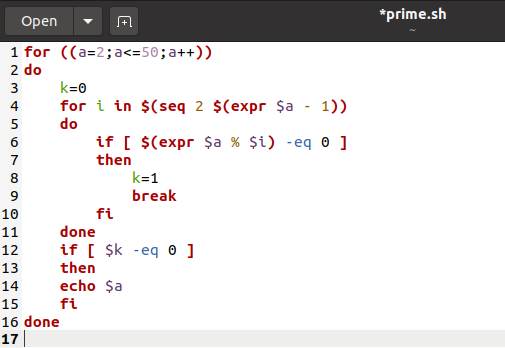 Open
*prime.sh
~
1 for ((a=2;a<=50;a++))
2 do
3     k=0
4     for i in $(seq 2 $(expr $a - 1))
5     do
6         if [ $(expr $a % $i) -eq 0 ]
7         then
8             k=1
9             break
10         fi
11     done
12     if [ $k -eq 0 ]
13     then
14     echo $a
15     fi
16 done
17